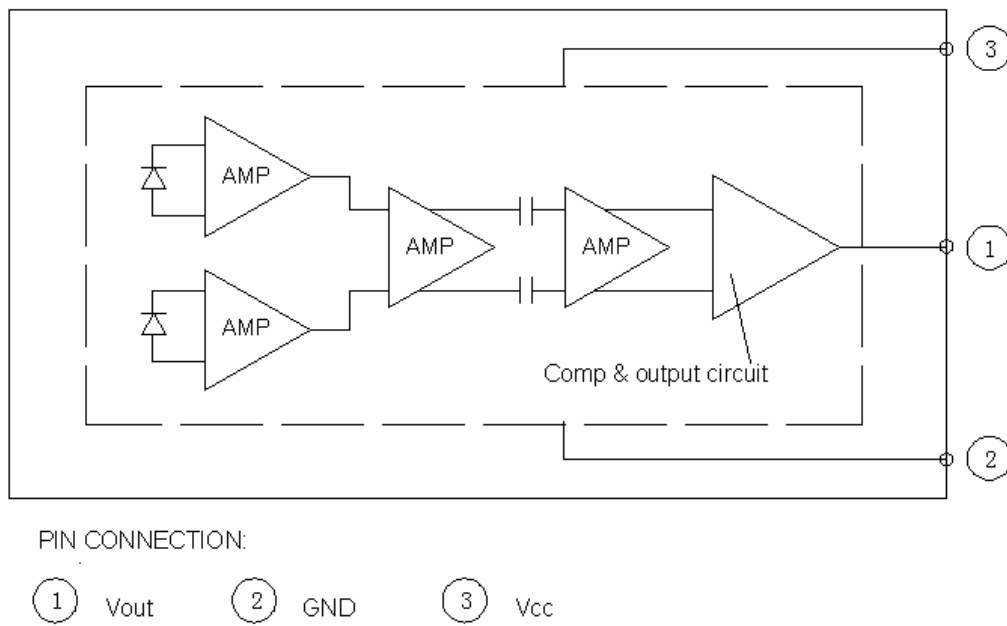 3
AMP
AMP
AMP
AMP
1
Comp & output circuit
2
PIN CONNECTION:
1 Vout 2 GND 3 Vcc